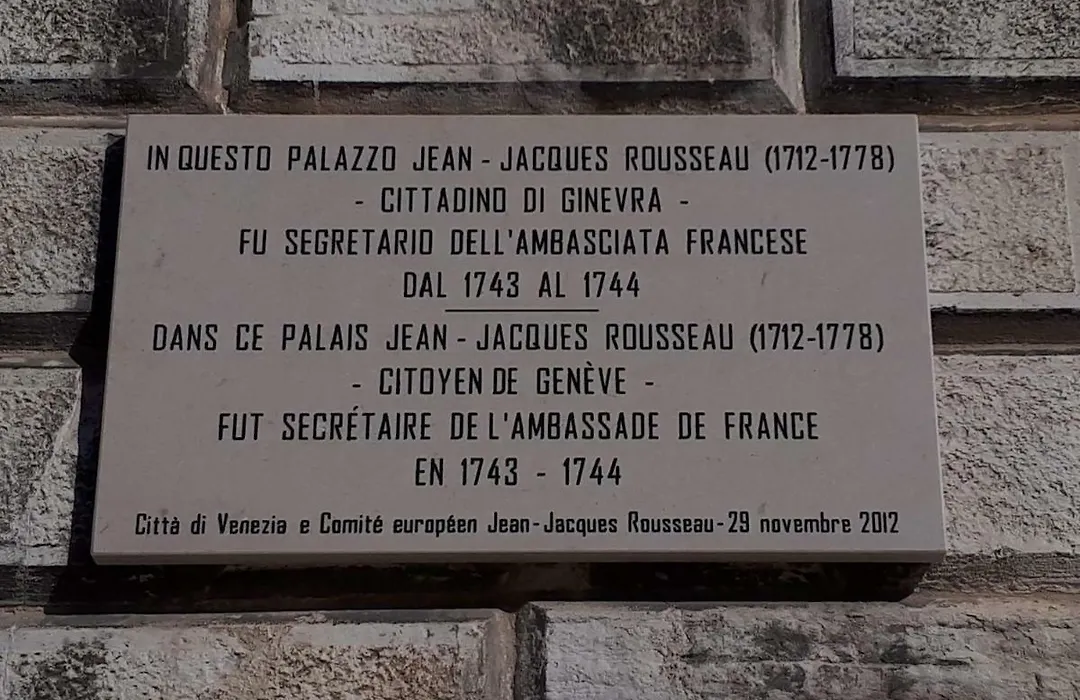 IN QUESTO PALAZZO JEAN - JACQUES ROUSSEAU (1712-1778)
- CITTADINO DI GINEVRA -
FU SEGRETARIO DELL'AMBASCIATA FRANCESE
DAL 1743 AL 1744
DANS CE PALAIS JEAN - JACQUES ROUSSEAU (1712-1778)
- CITOYEN DE GENÈVE -
FUT SECRÉTAIRE DE L'AMBASSADE DE FRANCE
EN 1743 - 1744
Città di Venezia e Comité européen Jean-Jacques Rousseau-29 novembre 2012